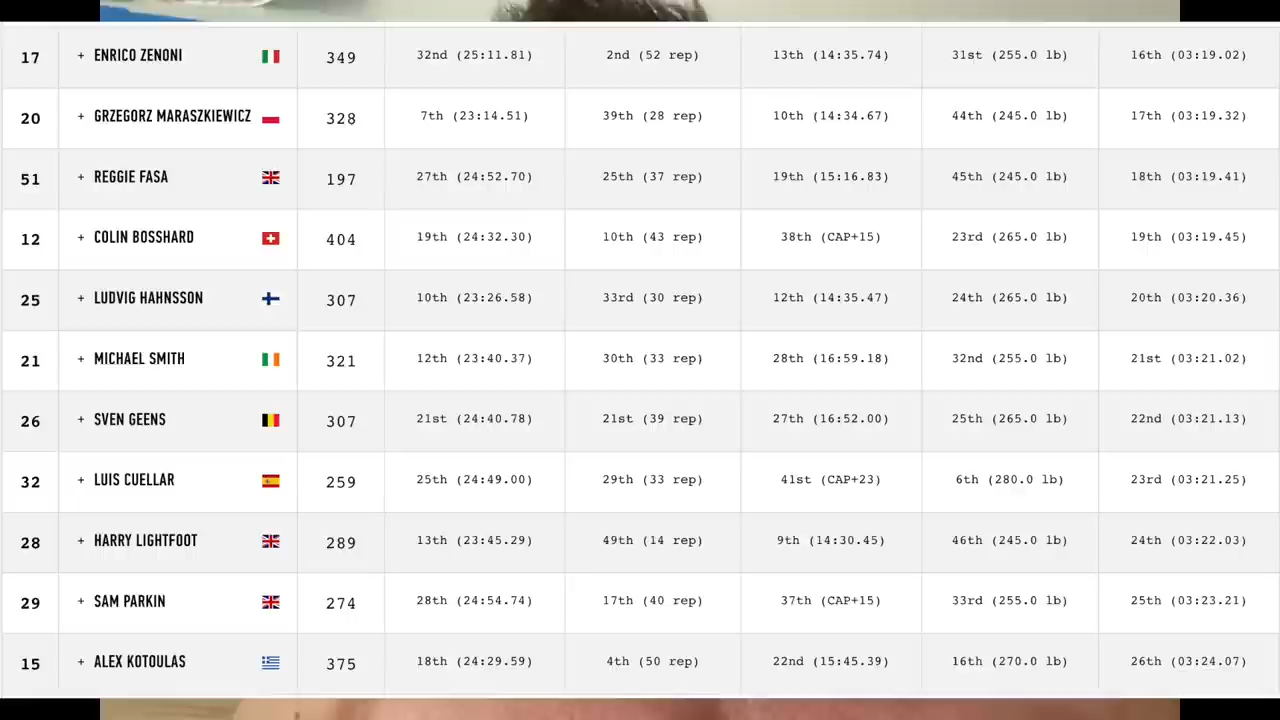 17 + ENRICO ZENONI 349 32nd (25:11.81) 2nd (52 rep) 13th (14:35.74) 31st (255.0 lb) 16th (03:19.02)
20 + GRZEGORZ MARASZKIEWICZ 328 7th (23:14.51) 39th (28 rep) 10th (14:34.67) 44th (245.0 lb) 17th (03:19.32)
51 + REGGIE FASA 197 27th (24:52.70) 25th (37 rep) 19th (15:16.83) 45th (245.0 lb) 18th (03:19.41)
12 + COLIN BOSSHARD 404 19th (24:32.30) 10th (43 rep) 38th (CAP+15) 23rd (265.0 lb) 19th (03:19.45)
25 + LUDVIG HAHNSSON 307 10th (23:26.58) 33rd (30 rep) 12th (14:35.47) 24th (265.0 lb) 20th (03:20.36)
21 + MICHAEL SMITH 321 12th (23:40.37) 30th (33 rep) 28th (16:59.18) 32nd (255.0 lb) 21st (03:21.02)
26 + SVEN GEENS 307 21st (24:40.78) 21st (39 rep) 27th (16:52.00) 25th (265.0 lb) 22nd (03:21.13)
32 + LUIS CUELLAR 259 25th (24:49.00) 29th (33 rep) 41st (CAP+23) 6th (280.0 lb) 23rd (03:21.25)
28 + HARRY LIGHTFOOT 289 13th (23:45.29) 49th (14 rep) 9th (14:30.45) 46th (245.0 lb) 24th (03:22.03)
29 + SAM PARKIN 274 28th (24:54.74) 17th (40 rep) 37th (CAP+15) 33rd (255.0 lb) 25th (03:23.21)
15 + ALEX KOTOULAS 375 18th (24:29.59) 4th (50 rep) 22nd (15:45.39) 16th (270.0 lb) 26th (03:24.07)